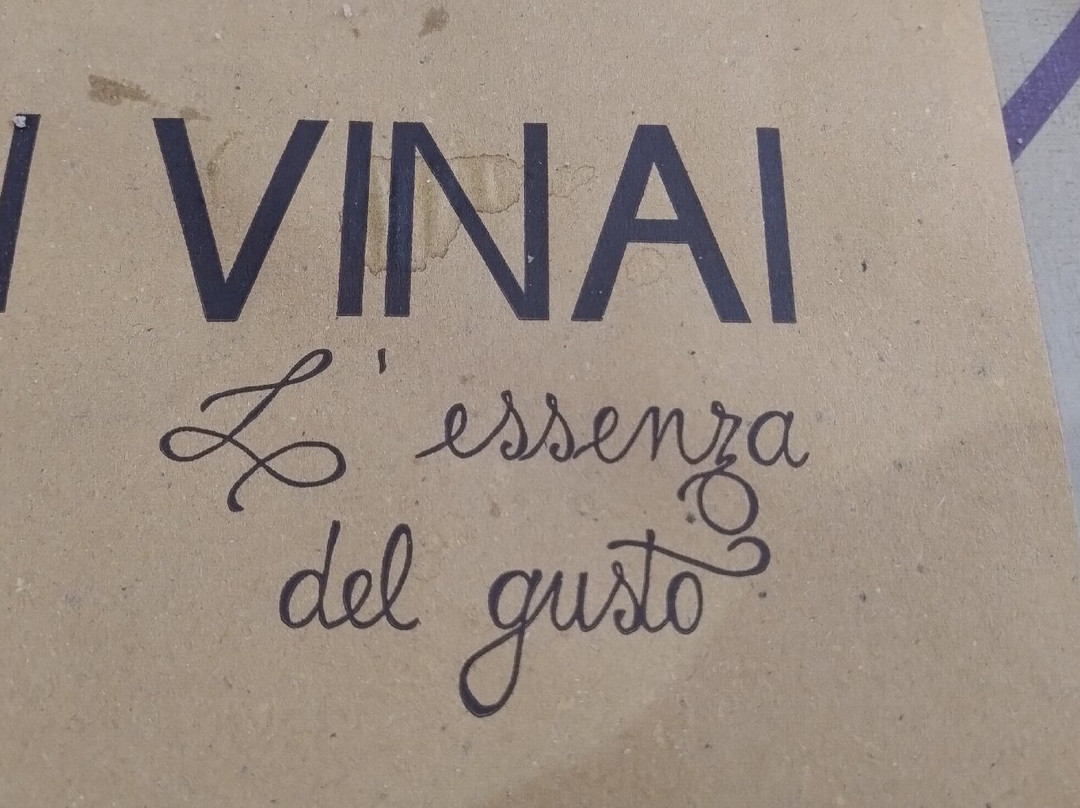 VINAI
L'essenza
del gusto